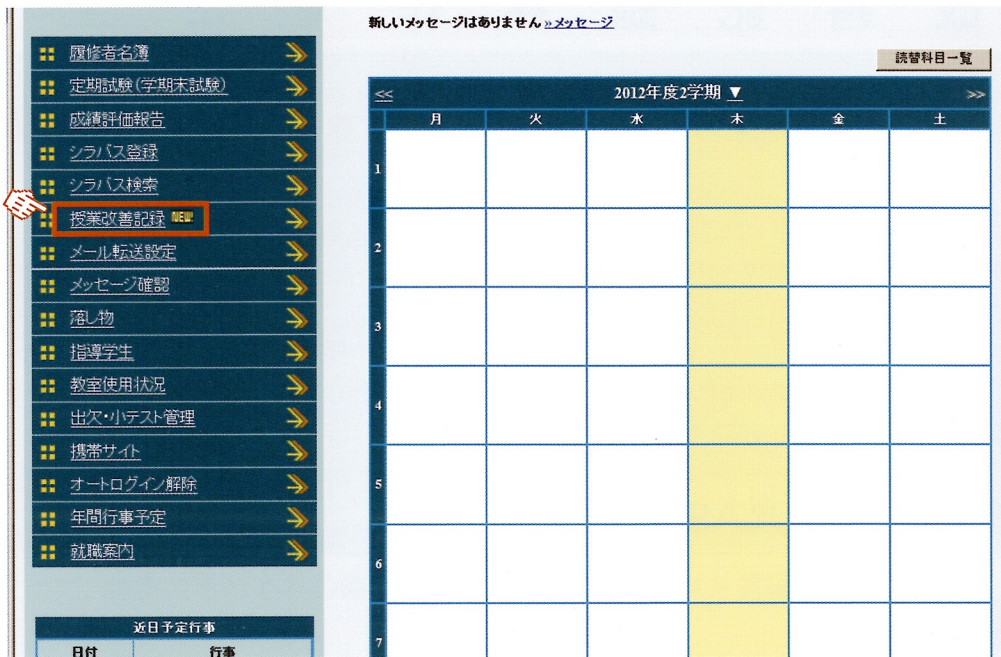 新しいメッセージはありません »メッセージ
履修者名簿
定期試験(学期末試験)
成績評価報告
シラバス登録
シラバス検索
授業改善記録 NEW!
メール転送設定
メッセージ確認
落し物
指導学生
教室使用状況
出欠・小テスト管理
携帯サイト
オートログイン解除
年間行事予定
就職案内
近日予定行事
日付 行事
読替科目一覧
<< 2012年度2学期 ▼ >>
月 火 水 木 金 土
1
2
3
4
5
6
7